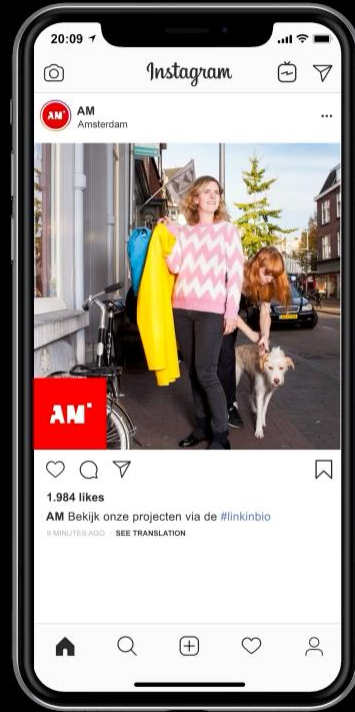 20:09
Instagram
AM
AM
Amsterdam
AM
1.984 likes
AM Bekijk onze projecten via de #linkinbio
9 MINUTES AGO · SEE TRANSLATION